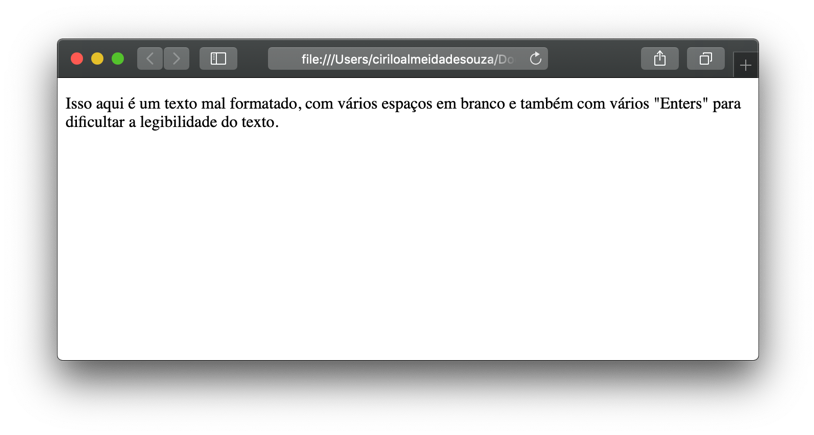 file:///Users/ciriloalmeidadesouza/Do
Isso aqui é um texto mal formatado, com vários espaços em branco e também com vários "Enters" para
dificultar a legibilidade do texto.